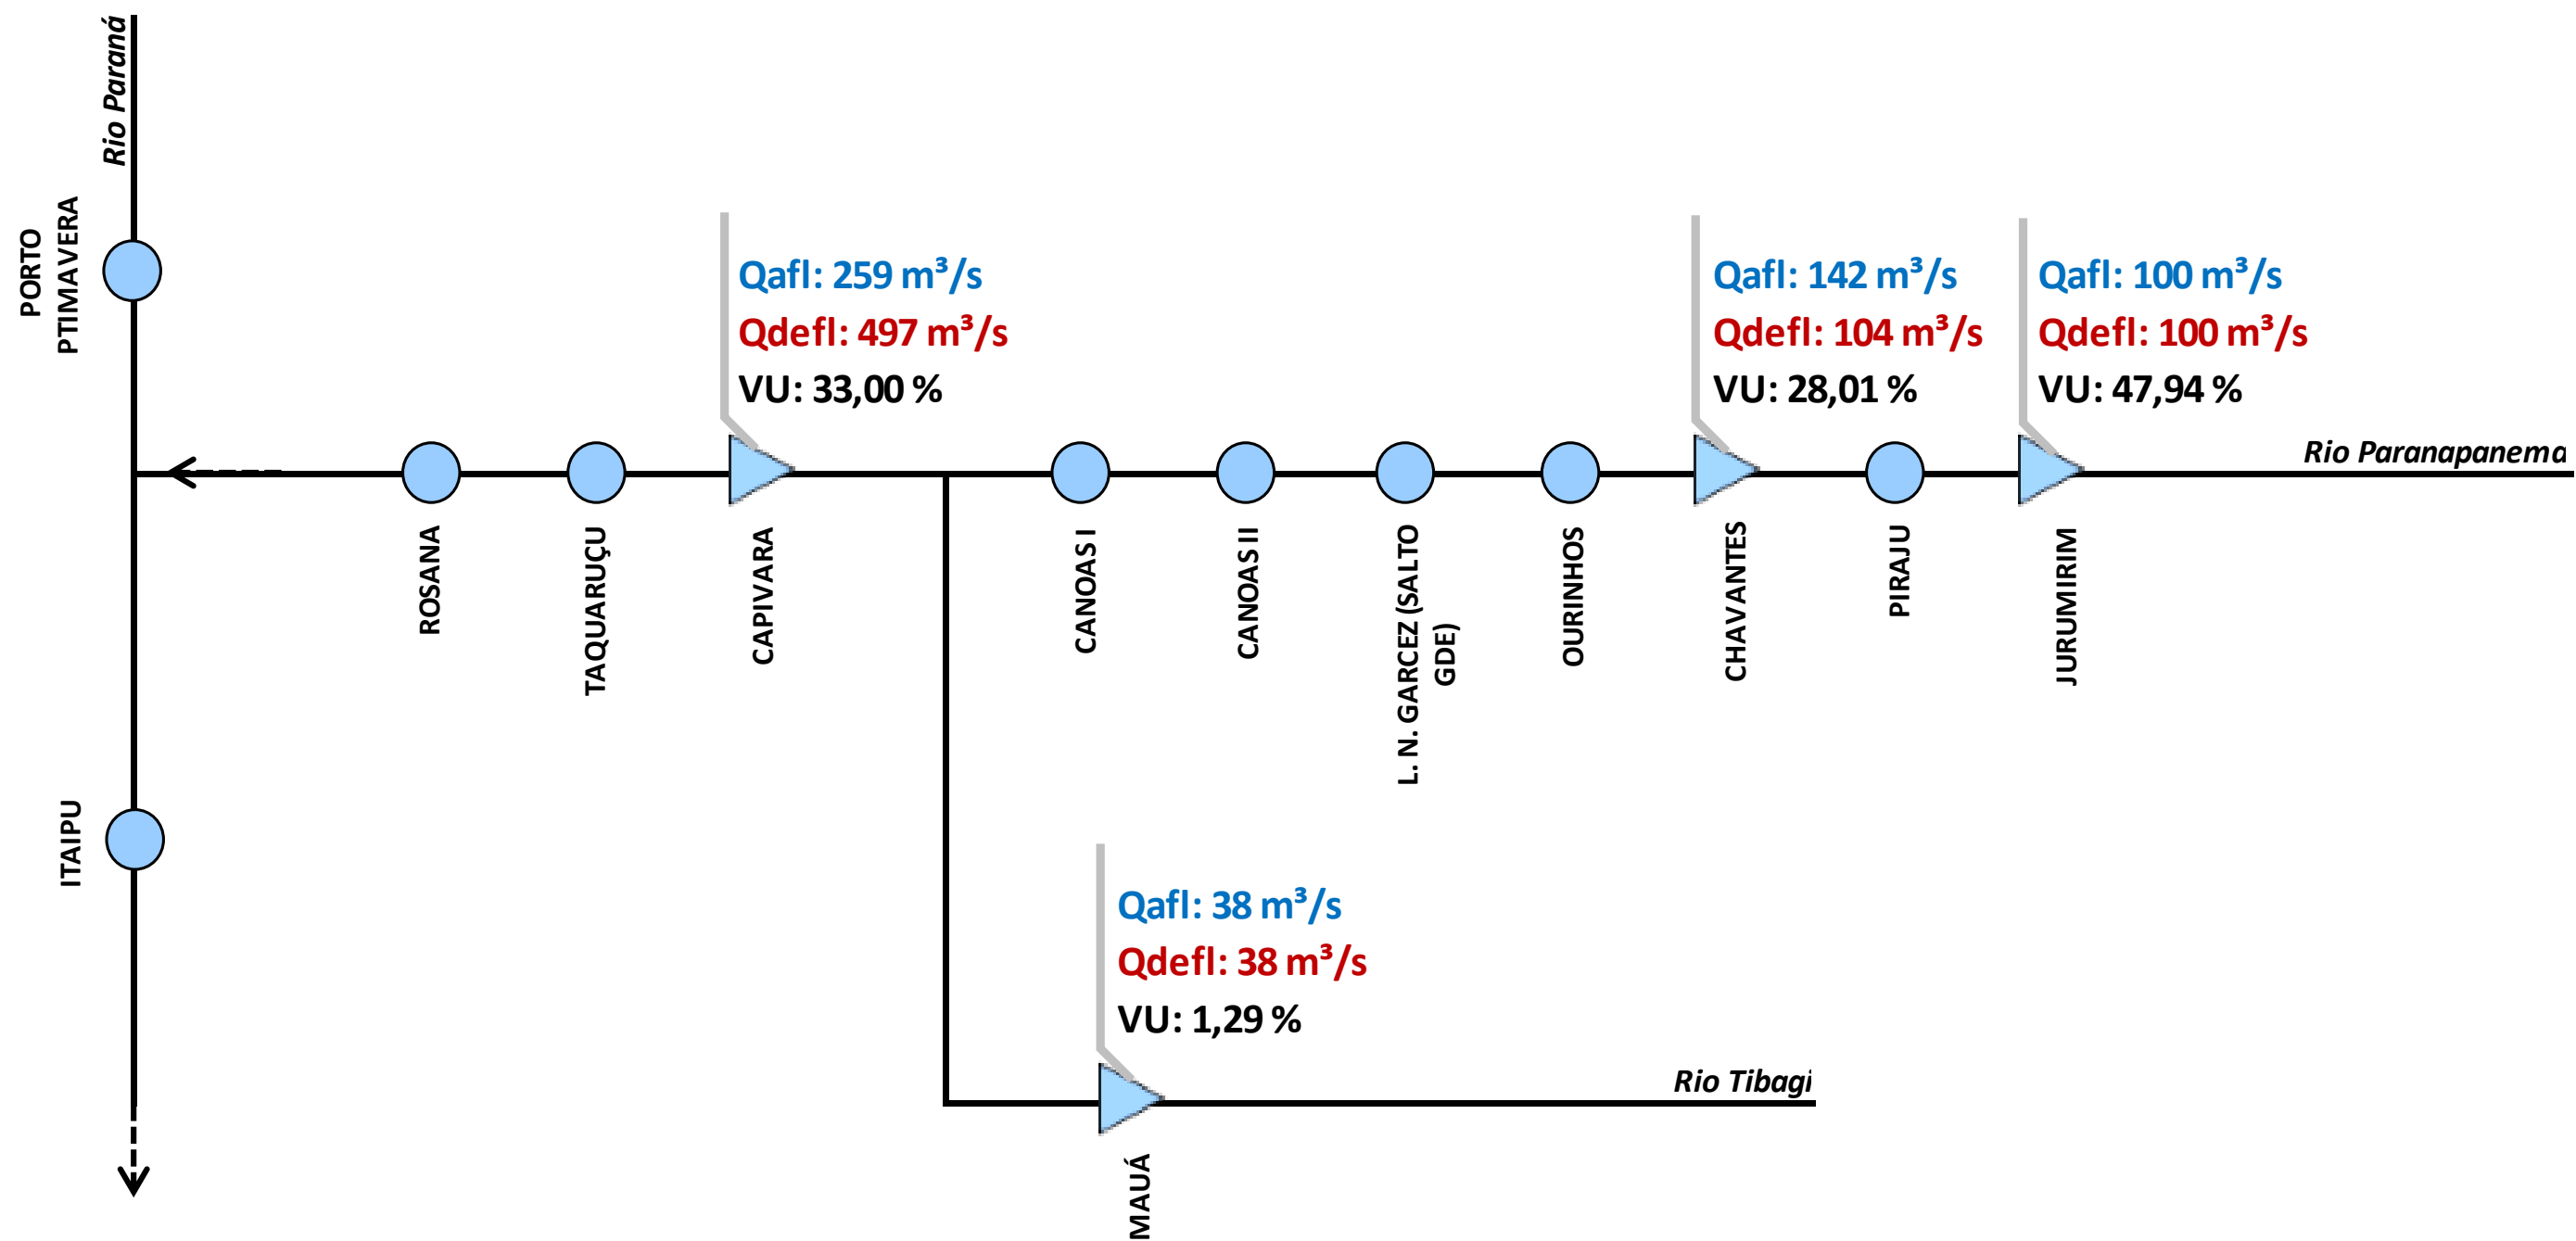 Rio Paraná
PORTO
PTIMAVERA
Qafl: 259 m³/s
Qdefl: 497 m³/s
VU: 33,00 %
Qafl: 142 m³/s
Qdefl: 104 m³/s
VU: 28,01 %
Qafl: 100 m³/s
Qdefl: 100 m³/s
VU: 47,94 %
Rio Paranapanema
ROSANA
TAQUARUÇU
CAPIVARA
CANOAS I
CANOAS II
L. N. GARCEZ (SALTO
GDE)
OURINHOS
CHAVANTES
PIRAJU
JURUMIRIM
ITAIPU
Qafl: 38 m³/s
Qdefl: 38 m³/s
VU: 1,29 %
Rio Tibagi
MAUÁ